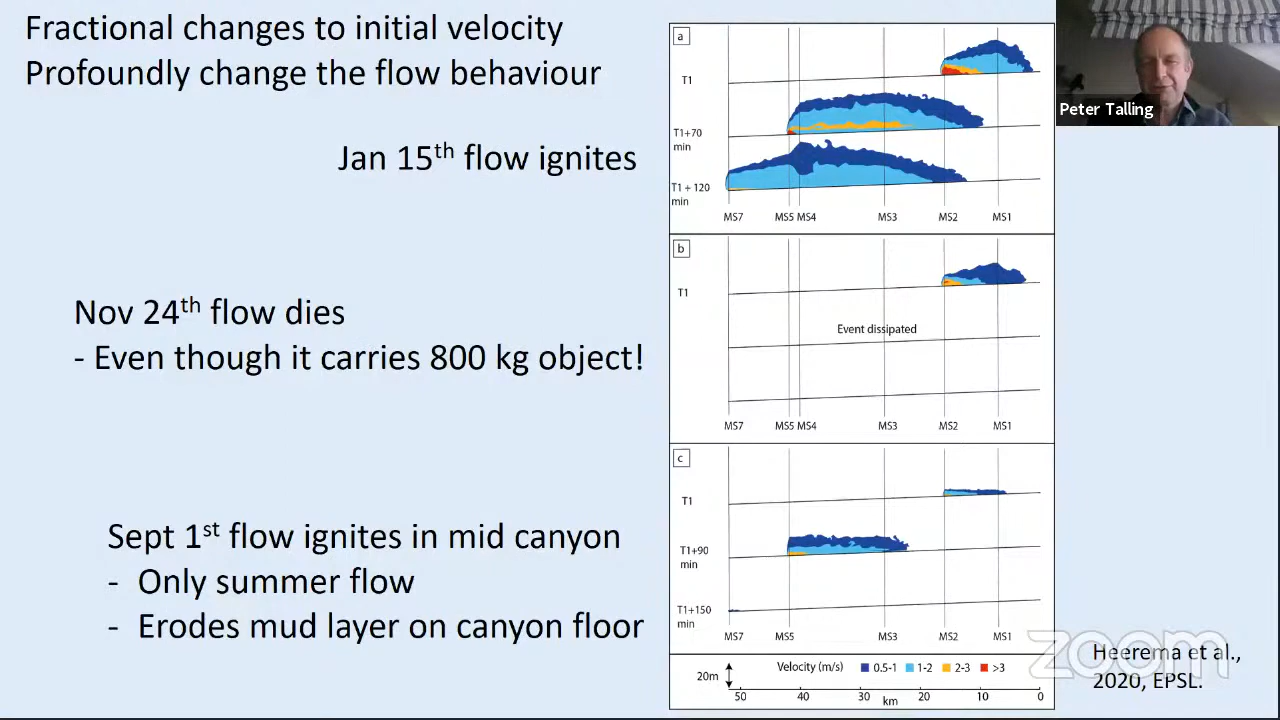 Fractional changes to initial velocity
Profoundly change the flow behaviour
Jan 15th flow ignites
Nov 24th flow dies
- Even though it carries 800 kg object!
Sept 1st flow ignites in mid canyon
- Only summer flow
- Erodes mud layer on canyon floor
a
T1
T1+70
min
T1 + 120
min
MS7 MS5 MS4 MS3 MS2 MS1
b
T1
Event dissipated
MS7 MS5 MS4 MS3 MS2 MS1
c
T1
T1+90
min
T1+150
min
MS7 MS5 MS3 MS2 MS1
20m
Velocity (m/s) 0.5-1 1-2 2-3 >3
50 40 30 20 10 0
km
Peter Talling
zoom
Heerema et al.,
2020, EPSL.